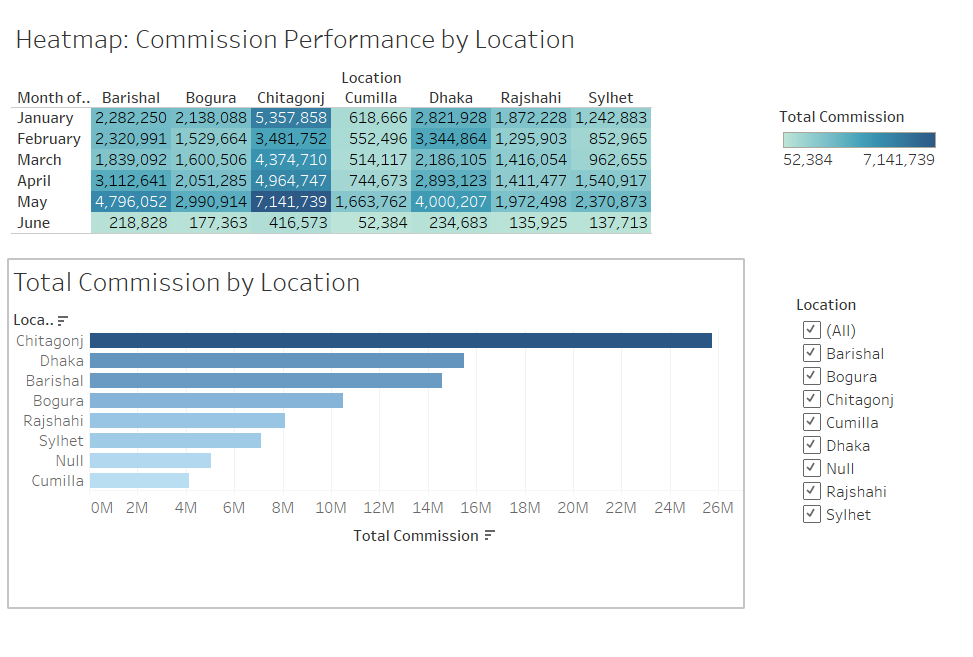 Heatmap: Commission Performance by Location
Location
Month of.. Barishal Bogura Chitagonj Cumilla Dhaka Rajshahi Sylhet
January 2,282,250 2,138,088 5,357,858 618,666 2,821,928 1,872,228 1,242,883
February 2,320,991 1,529,664 3,481,752 552,496 3,344,864 1,295,903 852,965
March 1,839,092 1,600,506 4,374,710 514,117 2,186,105 1,416,054 962,655
April 3,112,641 2,051,285 4,964,747 744,673 2,893,123 1,411,477 1,540,917
May 4,796,052 2,990,914 7,141,739 1,663,762 4,000,207 1,972,498 2,370,873
June 218,828 177,363 416,573 52,384 234,683 135,925 137,713
Total Commission
52,384 7,141,739
Total Commission by Location
Loca..
Chitagonj
Dhaka
Barishal
Bogura
Rajshahi
Sylhet
Null
Cumilla
0M 2M 4M 6M 8M 10M 12M 14M 16M 18M 20M 22M 24M 26M
Total Commission
Location
(All)
Barishal
Bogura
Chitagonj
Cumilla
Dhaka
Null
Rajshahi
Sylhet